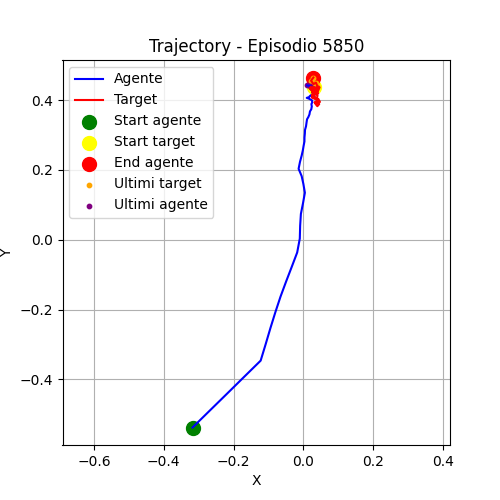 Trajectory - Episodio 5850
Agente
Target
Start agente
Start target
End agente
Ultimi target
Ultimi agente
0.4
0.2
0.0
−0.2
−0.4
Y
−0.6
−0.4
−0.2
0.0
0.2
0.4
X